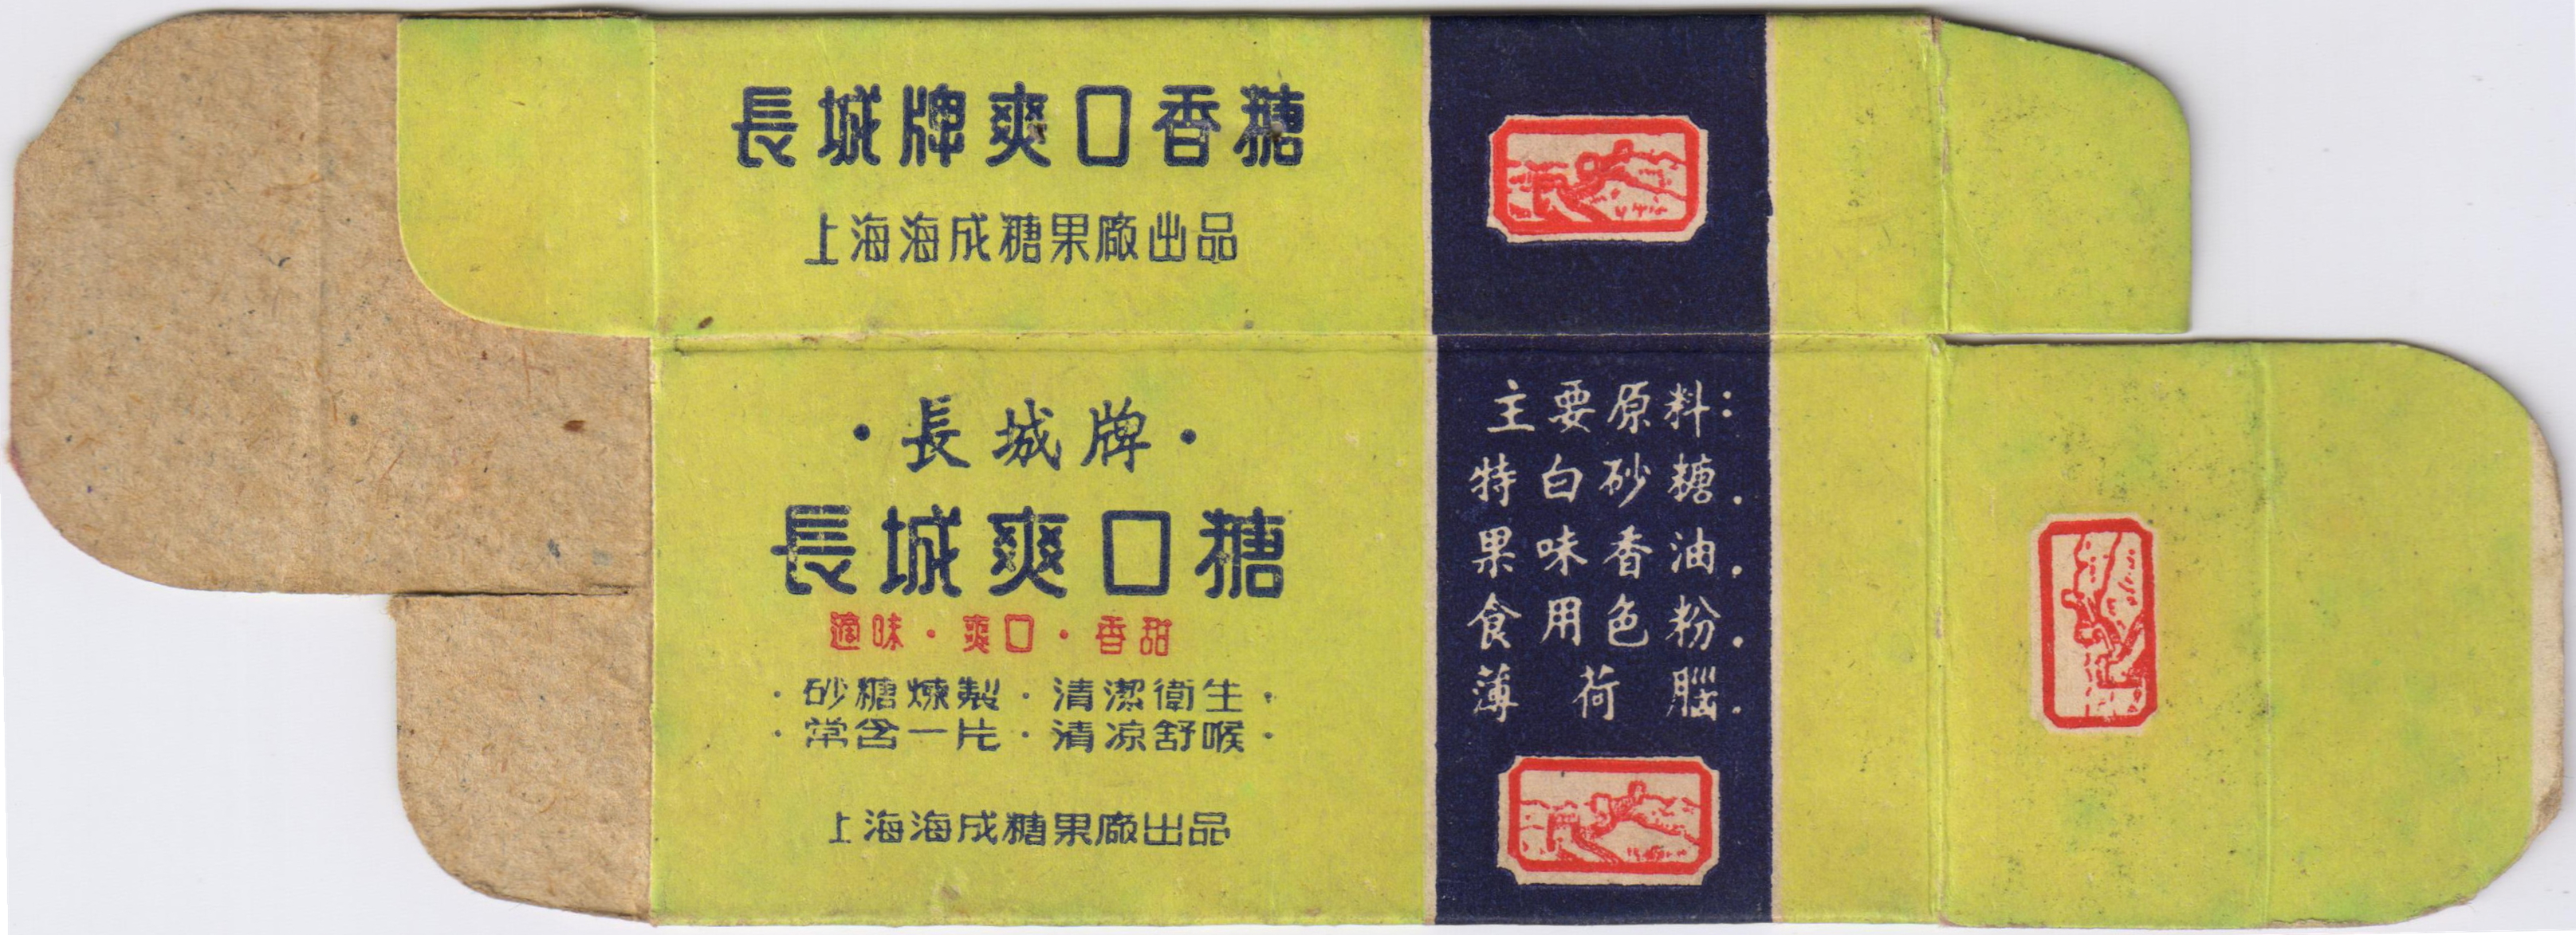 長城牌爽口香糖
上海海成糖果廠出品
·長城牌·
長城爽口糖
適味·爽口·香甜
·砂糖煉製·清潔衛生·
·常含一片·清凉舒喉·
上海海成糖果廠出品
主要原料:
特白砂糖.
果味香油.
食用色粉.
薄荷腦.